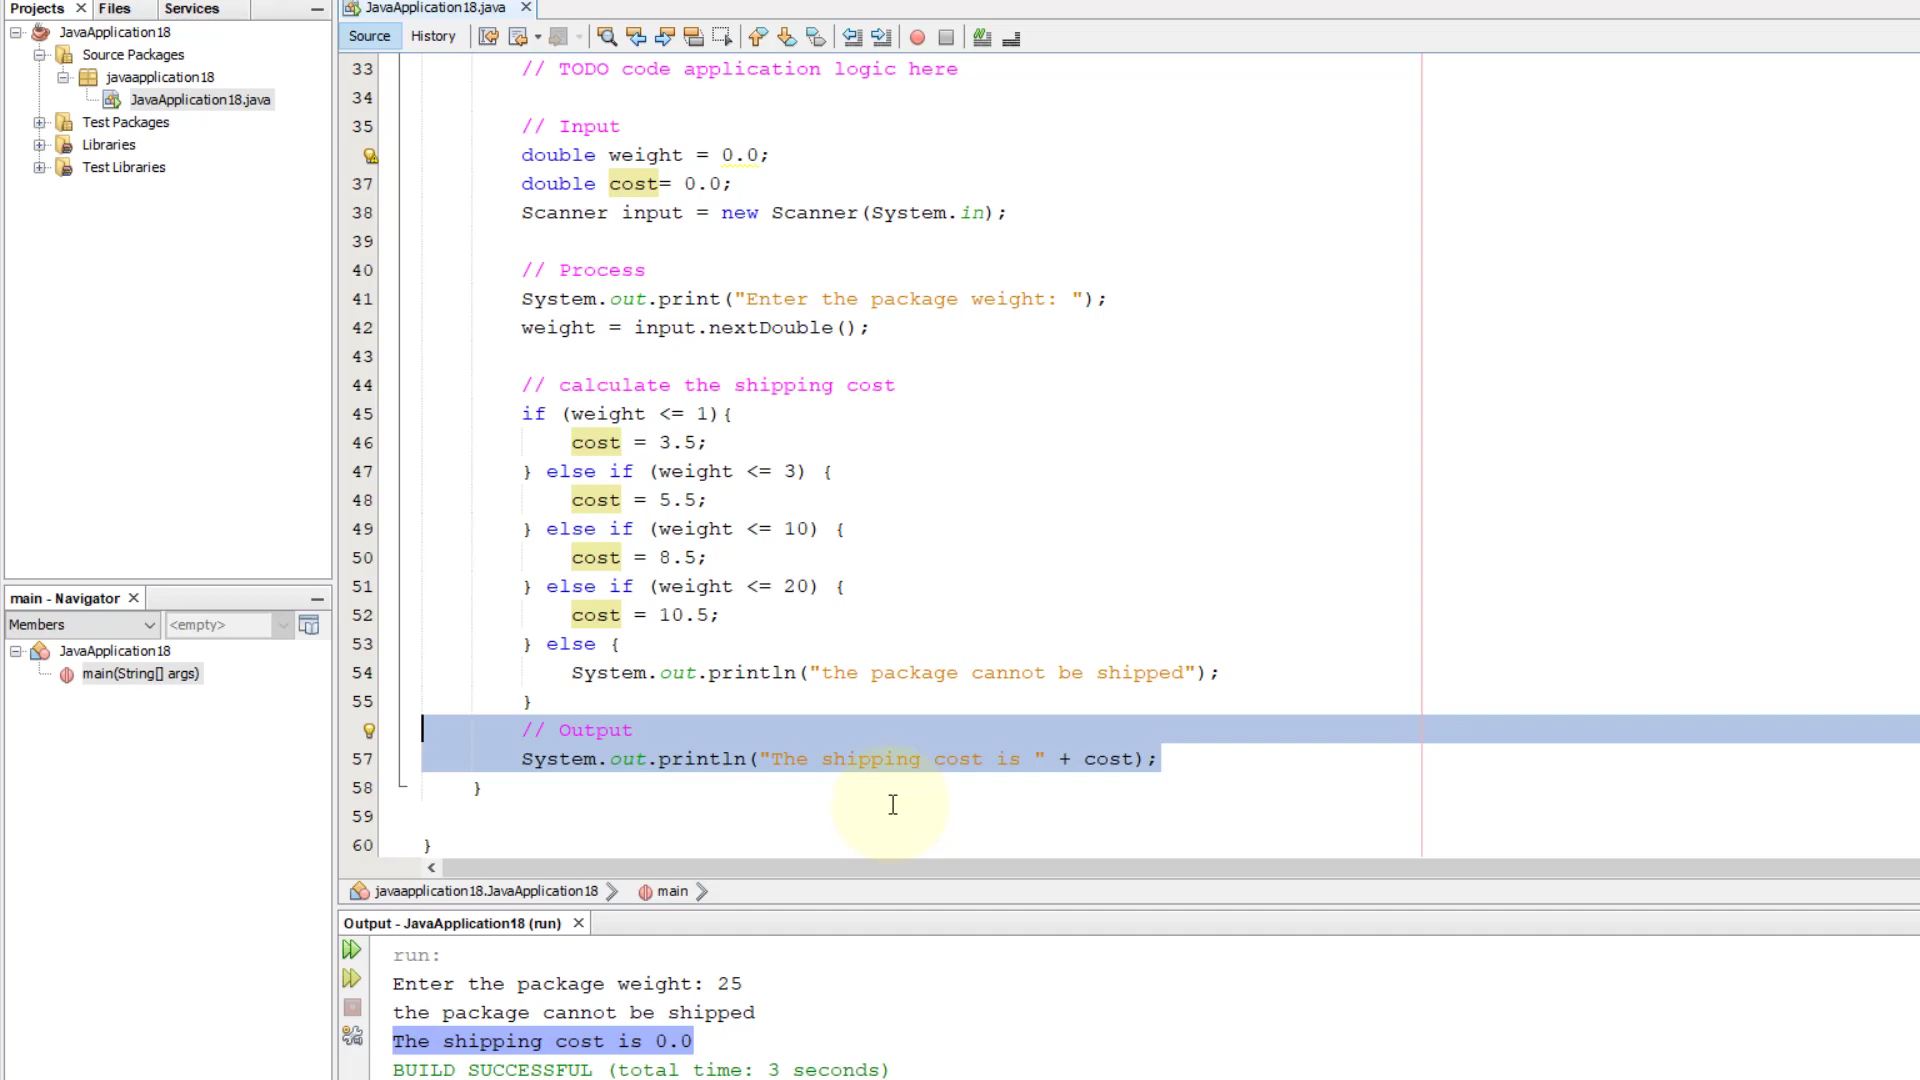 Projects Files Services
JavaApplication18
Source Packages
javaapplication18
JavaApplication18.java
Test Packages
Libraries
Test Libraries
main - Navigator
Members <empty>
JavaApplication18
main(String[] args)
JavaApplication18.java
Source History
33 // TODO code application logic here
34
35 // Input
double weight = 0.0;
37 double cost= 0.0;
38 Scanner input = new Scanner(System.in);
39
40 // Process
41 System.out.print("Enter the package weight: ");
42 weight = input.nextDouble();
43
44 // calculate the shipping cost
45 if (weight <= 1){
46 cost = 3.5;
47 } else if (weight <= 3) {
48 cost = 5.5;
49 } else if (weight <= 10) {
50 cost = 8.5;
51 } else if (weight <= 20) {
52 cost = 10.5;
53 } else {
54 System.out.println("the package cannot be shipped");
55 }
// Output
57 System.out.println("The shipping cost is " + cost);
58 }
59
60 }
javaapplication18.JavaApplication18 main
Output - JavaApplication18 (run)
run:
Enter the package weight: 25
the package cannot be shipped
The shipping cost is 0.0
BUILD SUCCESSFUL (total time: 3 seconds)